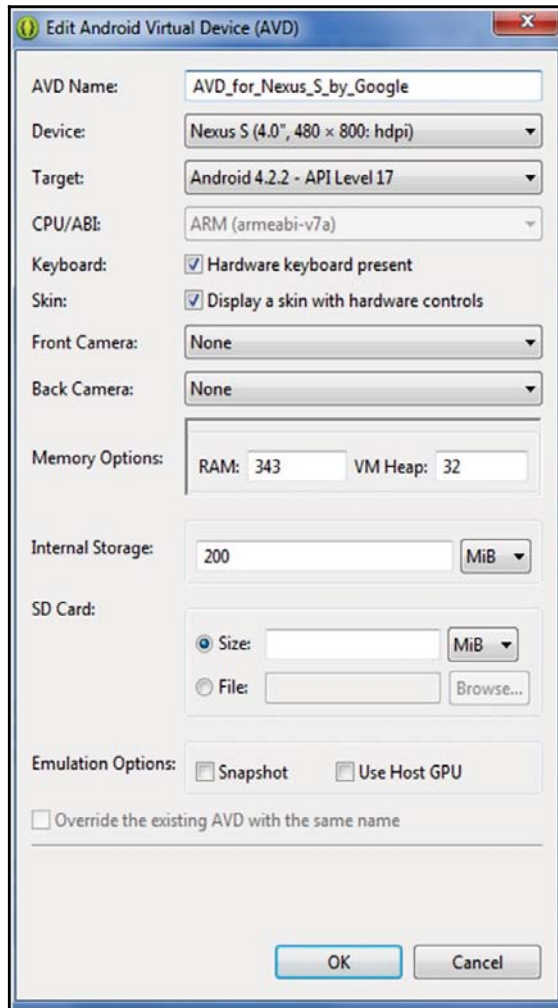 Edit Android Virtual Device (AVD)
AVD Name: AVD_for_Nexus_S_by_Google
Device: Nexus S (4.0", 480 × 800: hdpi)
Target: Android 4.2.2 - API Level 17
CPU/ABI: ARM (armeabi-v7a)
Keyboard: Hardware keyboard present
Skin: Display a skin with hardware controls
Front Camera: None
Back Camera: None
Memory Options: RAM: 343 VM Heap: 32
Internal Storage: 200 MiB
SD Card:
Size: MiB
File: Browse...
Emulation Options: Snapshot Use Host GPU
Override the existing AVD with the same name
OK Cancel